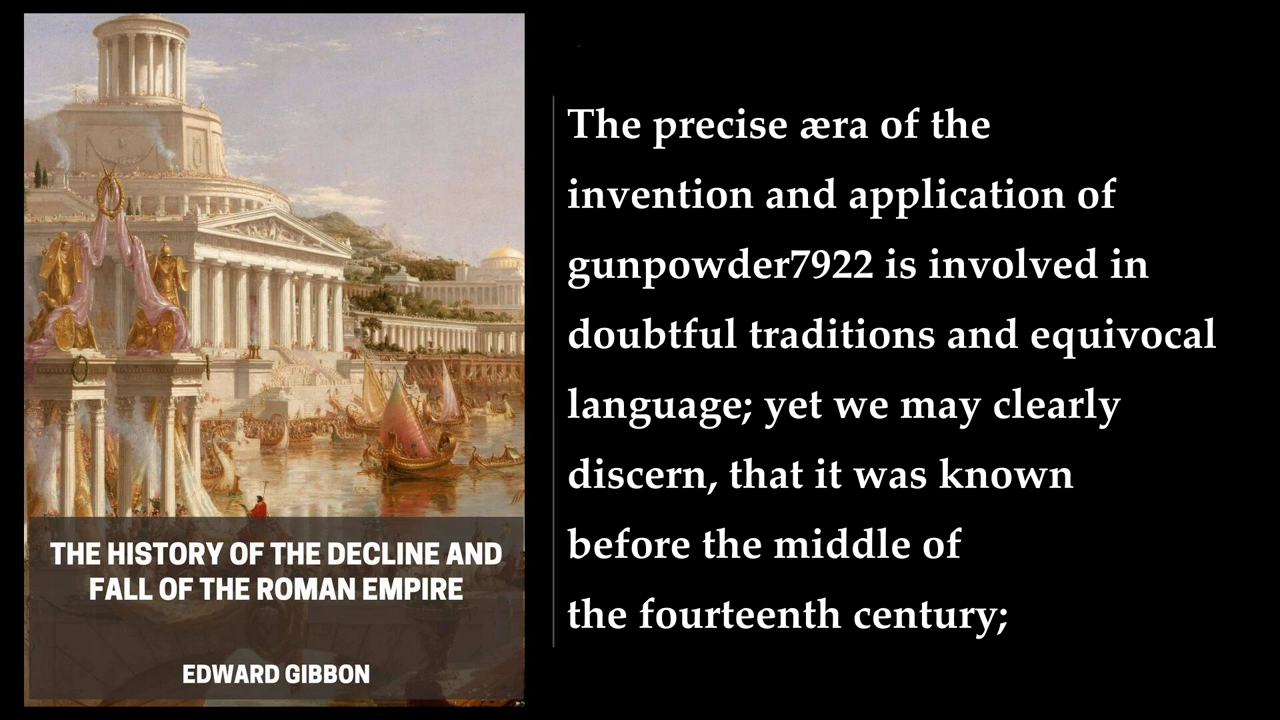 THE HISTORY OF THE DECLINE AND
FALL OF THE ROMAN EMPIRE
EDWARD GIBBON
The precise æra of the
invention and application of
gunpowder7922 is involved in
doubtful traditions and equivocal
language; yet we may clearly
discern, that it was known
before the middle of
the fourteenth century;